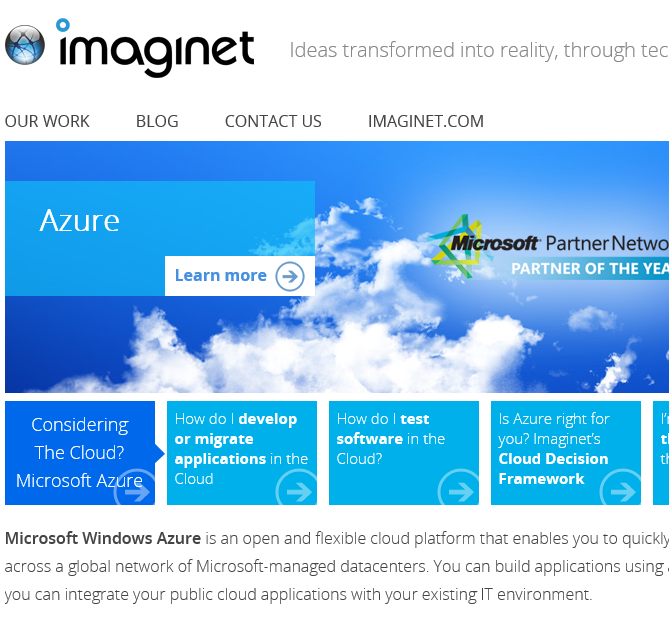 imaginet
Ideas transformed into reality, through tec
OUR WORK BLOG CONTACT US IMAGINET.COM
Azure
Learn more
Microsoft Partner Netwo
PARTNER OF THE YEA
Considering
The Cloud?
Microsoft Azure
How do I develop
or migrate
applications in the
Cloud
How do I test
software in the
Cloud?
Is Azure right for
you? Imaginet's
Cloud Decision
Framework
Microsoft Windows Azure is an open and flexible cloud platform that enables you to quickly
across a global network of Microsoft-managed datacenters. You can build applications using
you can integrate your public cloud applications with your existing IT environment.